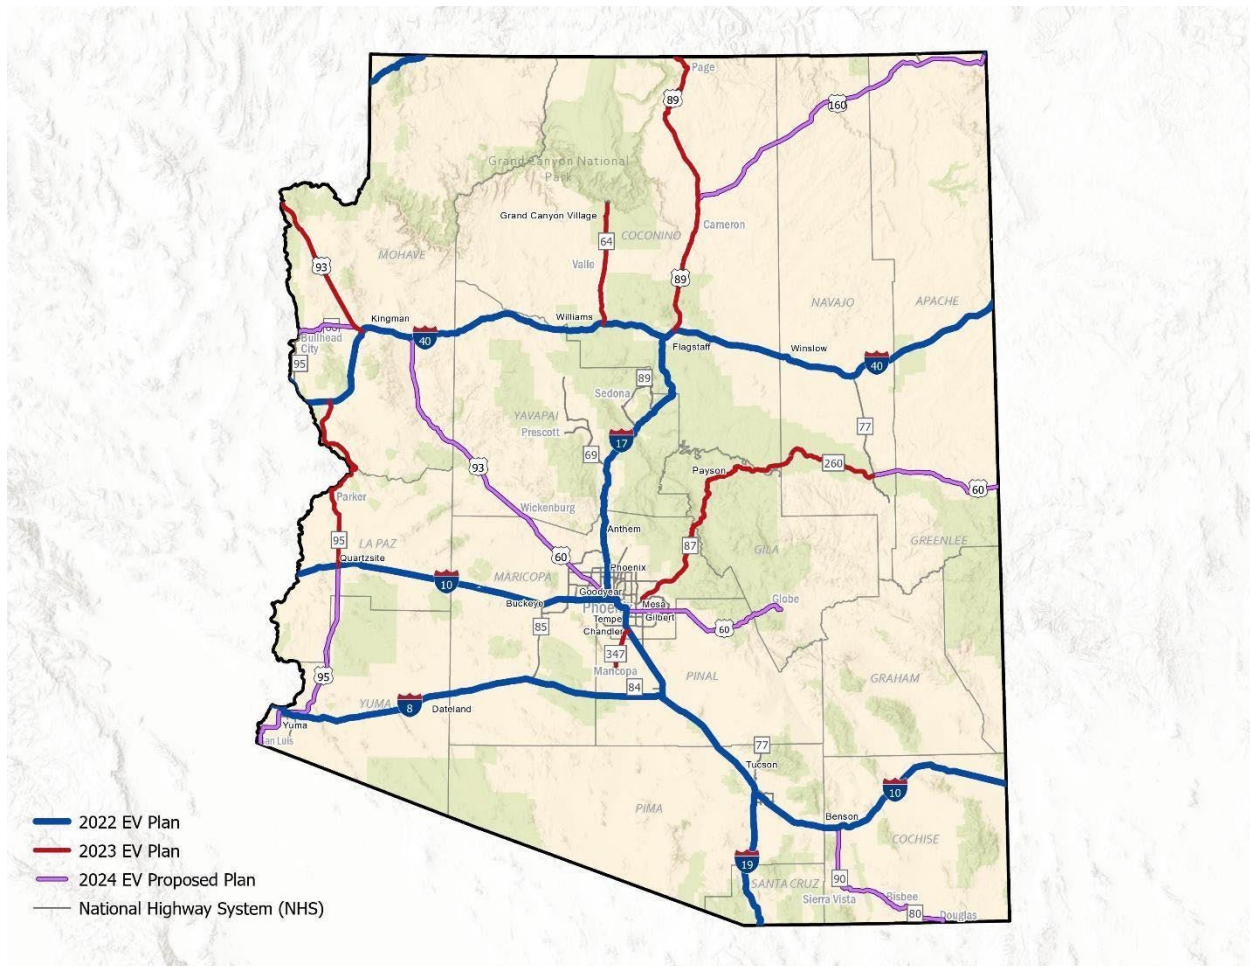 Page
89
160
Grand Canyon National
Park
Grand Canyon Village
64
COCONINO
Cameron
MOHAVE
93
Valle
89
NAVAJO
APACHE
Kingman
Williams
40
Bullhead
City
95
Flagstaff
Winslow
40
89
Sedona
YAVAPAI
Prescott
17
77
69
93
Payson
260
60
Parker
Wickenburg
Anthem
95
LA PAZ
Quartzsite
60
87
GILA
GREENLEE
Phoenix
MARICOPA
10
Goodyear
Buckeye
Mesa
Globe
Tempe
Gilbert
60
Chandler
85
347
Maricopa
95
84
PINAL
GRAHAM
YUMA
8
Dateland
Yuma
77
Tucson
10
PIMA
Benson
COCHISE
19
SANTA CRUZ
90
Sierra Vista
Bisbee
80
Douglas
2022 EV Plan
2023 EV Plan
2024 EV Proposed Plan
National Highway System (NHS)